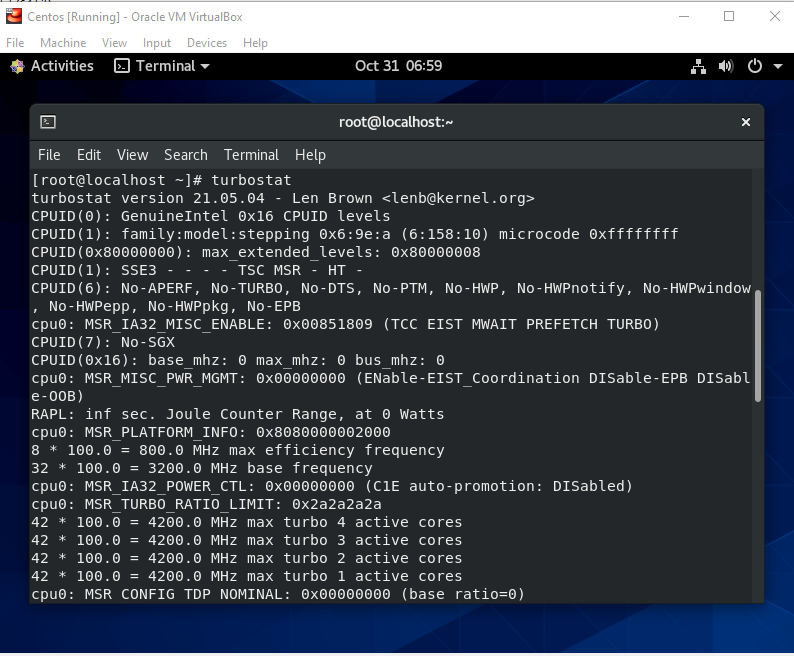 Centos [Running] - Oracle VM VirtualBox
File Machine View Input Devices Help
Activities Terminal Oct 31 06:59
root@localhost:~
File Edit View Search Terminal Help
[root@localhost ~]# turbostat
turbostat version 21.05.04 - Len Brown <lenb@kernel.org>
CPUID(0): GenuineIntel 0x16 CPUID levels
CPUID(1): family:model:stepping 0x6:9e:a (6:158:10) microcode 0xffffffff
CPUID(0x80000000): max_extended_levels: 0x80000008
CPUID(1): SSE3 - - - - TSC MSR - HT -
CPUID(6): No-APERF, No-TURBO, No-DTS, No-PTM, No-HWP, No-HWPnotify, No-HWPwindow
, No-HWPepp, No-HWPpkg, No-EPB
cpu0: MSR_IA32_MISC_ENABLE: 0x00851809 (TCC EIST MWAIT PREFETCH TURBO)
CPUID(7): No-SGX
CPUID(0x16): base_mhz: 0 max_mhz: 0 bus_mhz: 0
cpu0: MSR_MISC_PWR_MGMT: 0x00000000 (ENable-EIST_Coordination DISable-EPB DISabl
e-OOB)
RAPL: inf sec. Joule Counter Range, at 0 Watts
cpu0: MSR_PLATFORM_INFO: 0x8080000002000
8 * 100.0 = 800.0 MHz max efficiency frequency
32 * 100.0 = 3200.0 MHz base frequency
cpu0: MSR_IA32_POWER_CTL: 0x00000000 (C1E auto-promotion: DISabled)
cpu0: MSR_TURBO_RATIO_LIMIT: 0x2a2a2a2a
42 * 100.0 = 4200.0 MHz max turbo 4 active cores
42 * 100.0 = 4200.0 MHz max turbo 3 active cores
42 * 100.0 = 4200.0 MHz max turbo 2 active cores
42 * 100.0 = 4200.0 MHz max turbo 1 active cores
cpu0: MSR_CONFIG_TDP_NOMINAL: 0x00000000 (base ratio=0)